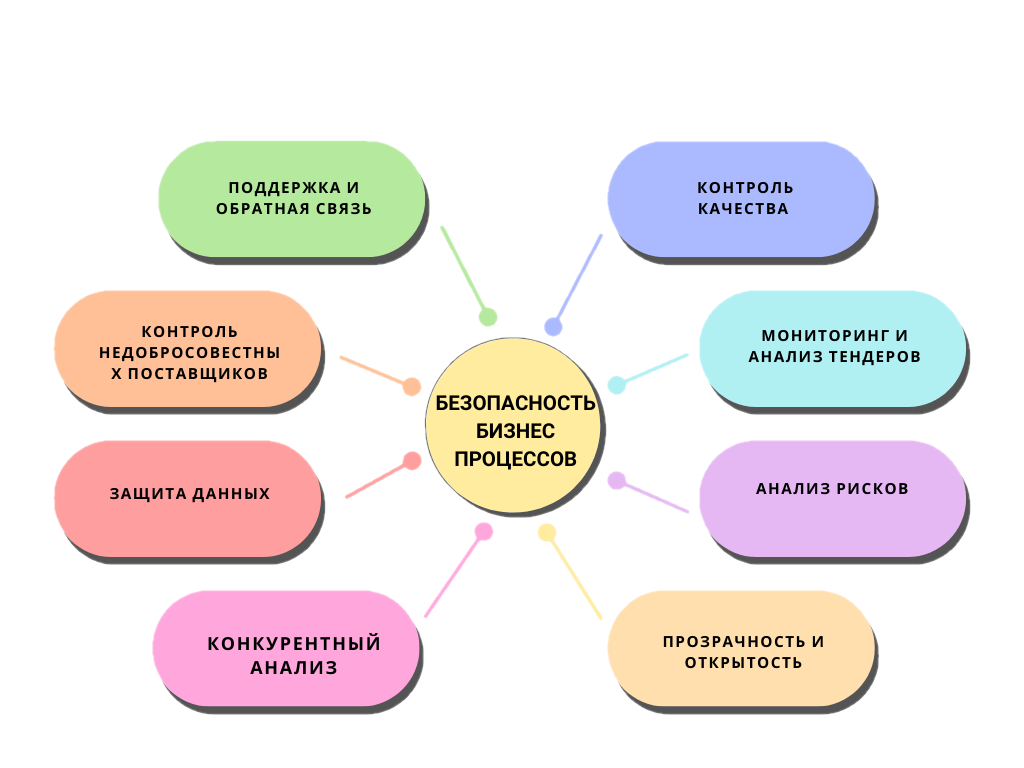 ПОДДЕРЖКА И
ОБРАТНАЯ СВЯЗЬ
КОНТРОЛЬ
КАЧЕСТВА
КОНТРОЛЬ
НЕДОБРОСОВЕСТНЫ
Х ПОСТАВЩИКОВ
МОНИТОРИНГ И
АНАЛИЗ ТЕНДЕРОВ
БЕЗОПАСНОСТЬ
БИЗНЕС
ПРОЦЕССОВ
ЗАЩИТА ДАННЫХ
АНАЛИЗ РИСКОВ
КОНКУРЕНТНЫЙ
АНАЛИЗ
ПРОЗРАЧНОСТЬ И
ОТКРЫТОСТЬ